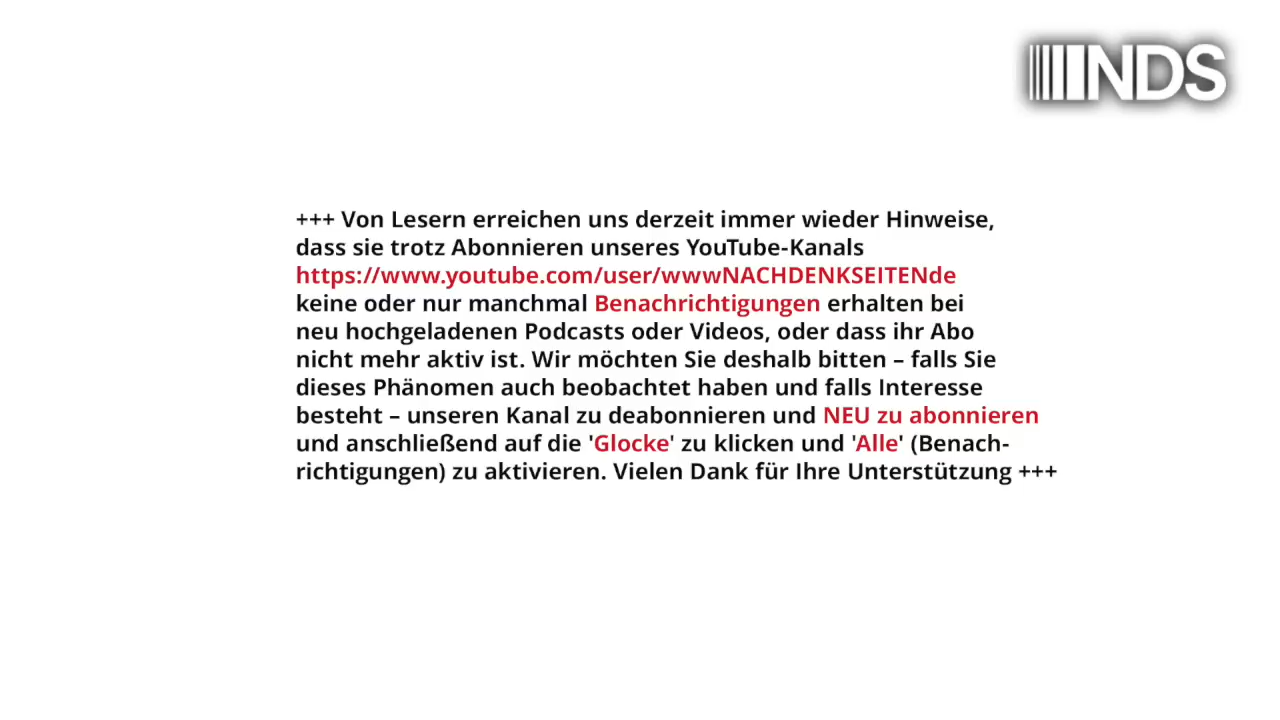 NDS
+++ Von Lesern erreichen uns derzeit immer wieder Hinweise,
dass sie trotz Abonnieren unseres YouTube-Kanals
https://www.youtube.com/user/wwwNACHDENKSEITENde
keine oder nur manchmal Benachrichtigungen erhalten bei
neu hochgeladenen Podcasts oder Videos, oder dass ihr Abo
nicht mehr aktiv ist. Wir möchten Sie deshalb bitten – falls Sie
dieses Phänomen auch beobachtet haben und falls Interesse
besteht – unseren Kanal zu deabonnieren und NEU zu abonnieren
und anschließend auf die 'Glocke' zu klicken und 'Alle' (Benach-
richtigungen) zu aktivieren. Vielen Dank für Ihre Unterstützung +++